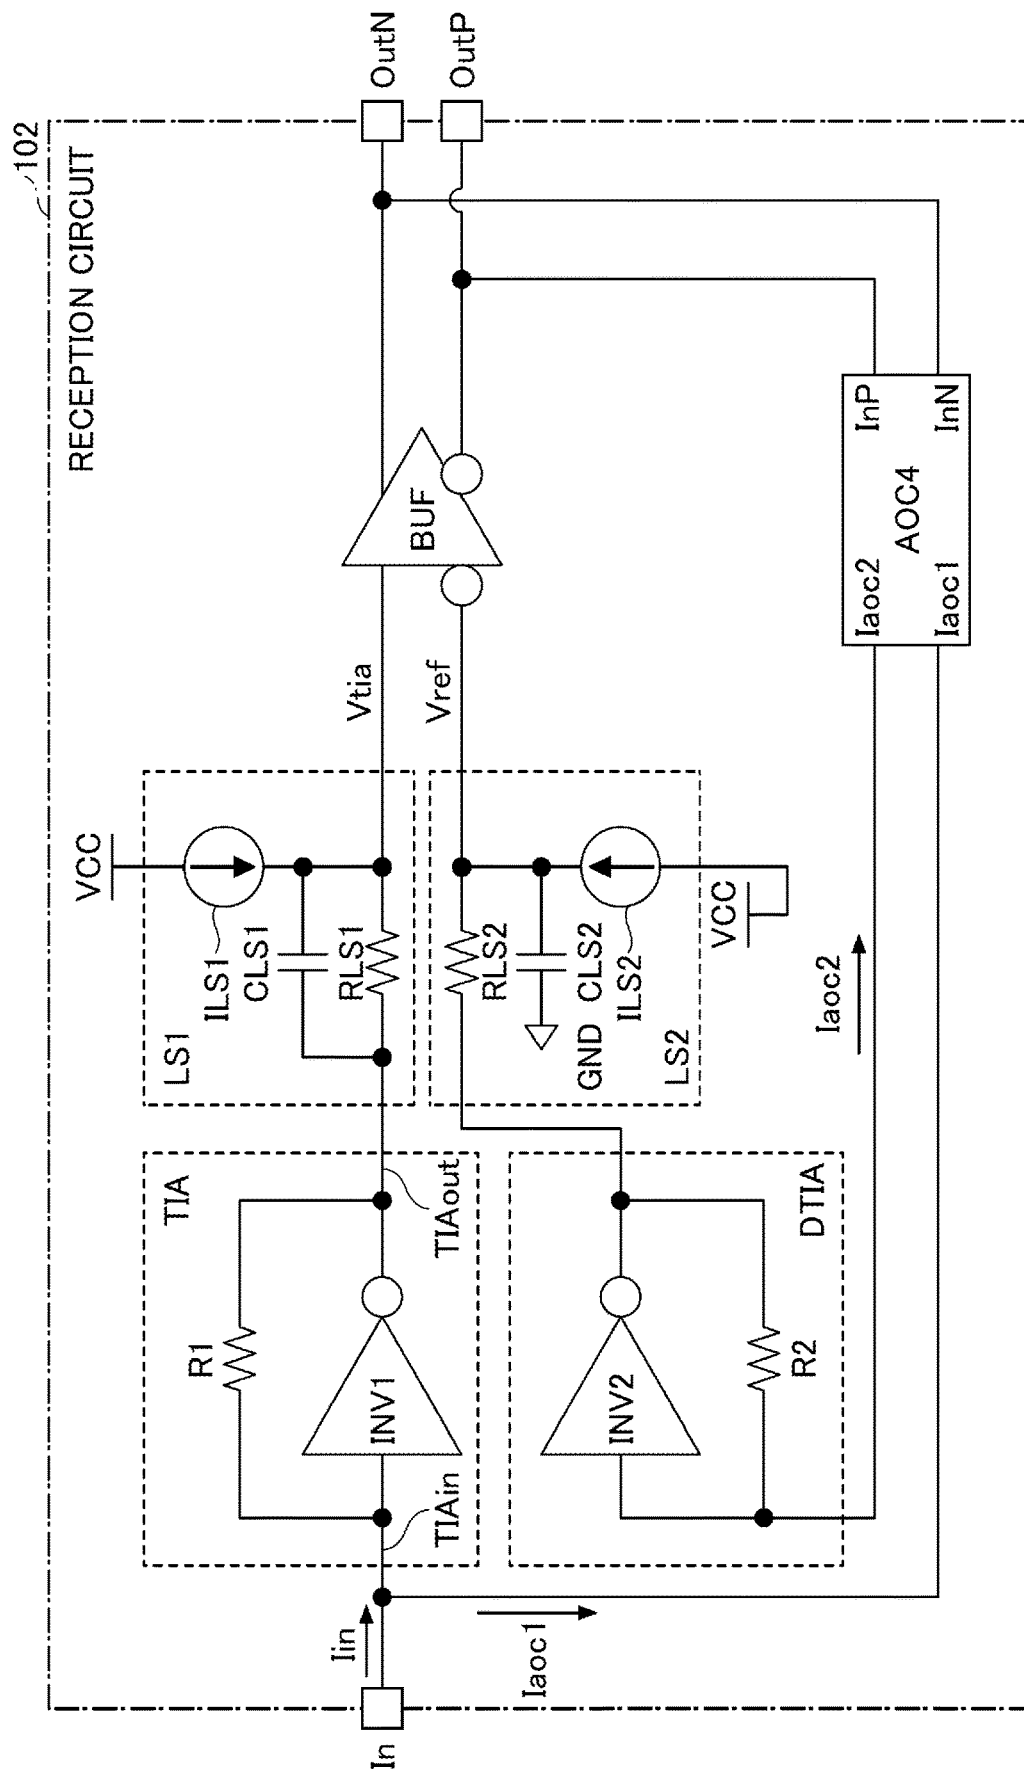 102
RECEPTION CIRCUIT
In
Iin
Iaoc1
TIAin
TIA
R1
INV1
TIAout
DTIA
INV2
R2
LS1
ILS1
CLS1
RLS1
VCC
LS2
RLS2
GND CLS2
ILS2
VCC
Vtia
Vref
BUF
OutN
OutP
Iaoc2
Iaoc2
Iaoc1
AOC4
InP
InN